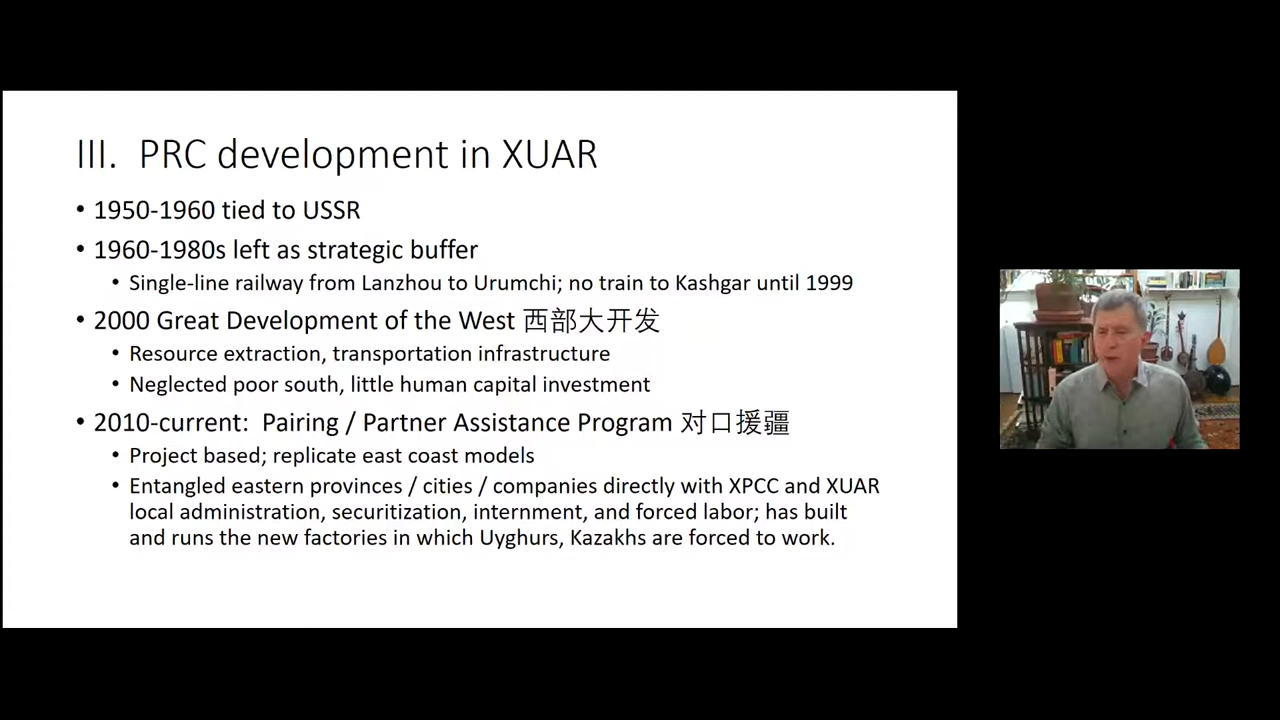 III. PRC development in XUAR
• 1950-1960 tied to USSR
• 1960-1980s left as strategic buffer
• Single-line railway from Lanzhou to Urumchi; no train to Kashgar until 1999
• 2000 Great Development of the West 西部大开发
• Resource extraction, transportation infrastructure
• Neglected poor south, little human capital investment
• 2010-current: Pairing / Partner Assistance Program 对口援疆
• Project based; replicate east coast models
• Entangled eastern provinces / cities / companies directly with XPCC and XUAR
local administration, securitization, internment, and forced labor; has built
and runs the new factories in which Uyghurs, Kazakhs are forced to work.